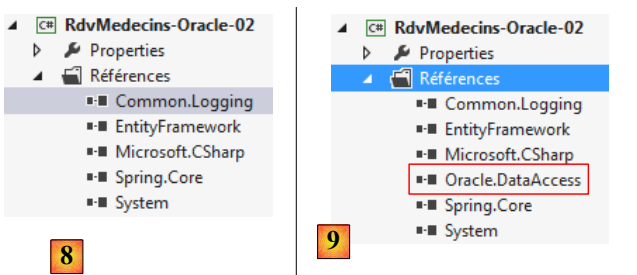 C# RdvMedecins-Oracle-02
Properties
Références
Common.Logging
EntityFramework
Microsoft.CSharp
Spring.Core
System
8
C# RdvMedecins-Oracle-02
Properties
Références
Common.Logging
EntityFramework
Microsoft.CSharp
Oracle.DataAccess
Spring.Core
System
9